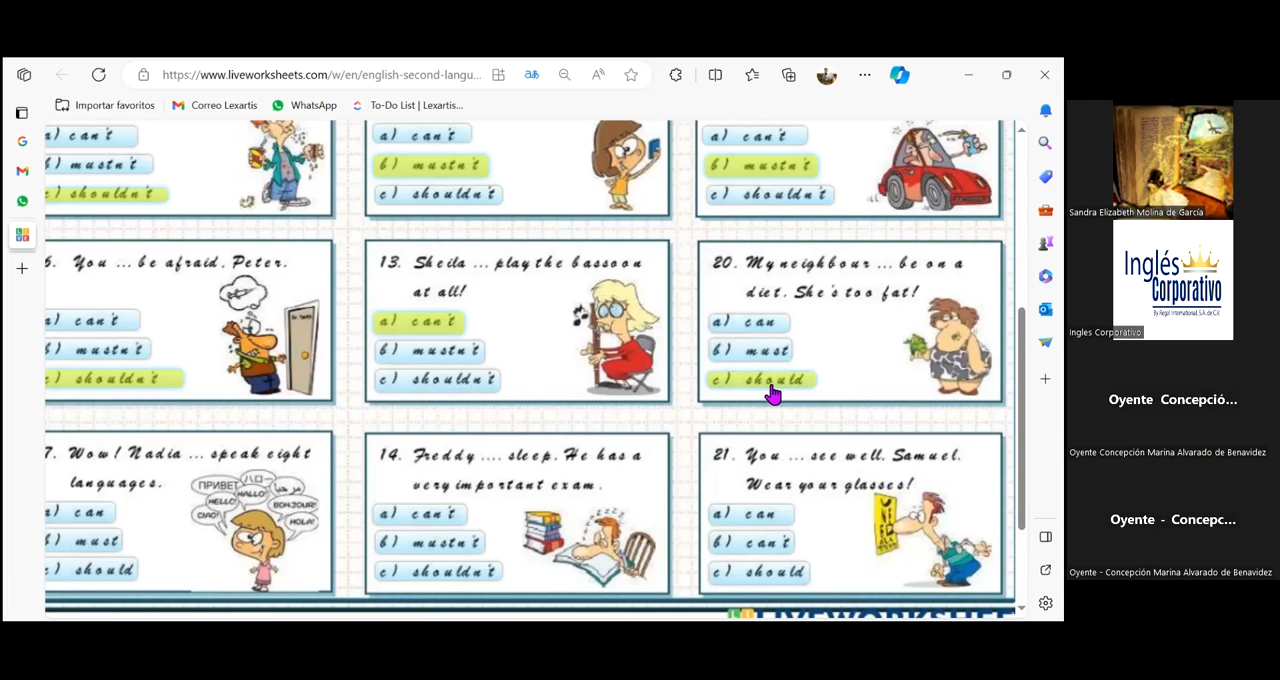 https://www.liveworksheets.com/w/en/english-second-langu...
Importar favoritos
Correo Lexartis
WhatsApp
To-Do List | Lexartis...
a) can't
b) mustn't
c) shouldn't
a) can't
b) mustn't
c) shouldn't
a) can't
b) mustn't
c) shouldn't
6. You ... be afraid, Peter.
a) can't
b) mustn't
c) shouldn't
13. Sheila ... play the bassoon
at all!
a) can't
b) mustn't
c) shouldn't
20. My neighbour ... be on a
diet. She's too fat!
a) can
b) must
c) should
7. Wow! Nadia ... speak eight
languages.
ПРИВЕТ
HELLO!
HALLO!
CIAO!
BONJOUR!
HOLA!
a) can
b) must
c) should
14. Freddy .... sleep. He has a
very important exam.
a) can't
b) mustn't
c) shouldn't
21. You ... see well, Samuel.
Wear your glasses!
a) can
b) can't
c) should
LIVEWORKSHEE
Sandra Elizabeth Molina de García
Inglés
Corporativo
By Regal International, S.A. de C.V.
Ingles Corporativo
Oyente Concepció...
Oyente Concepción Marina Alvarado de Benavidez
Oyente - Concepc...
Oyente - Concepción Marina Alvarado de Benavidez